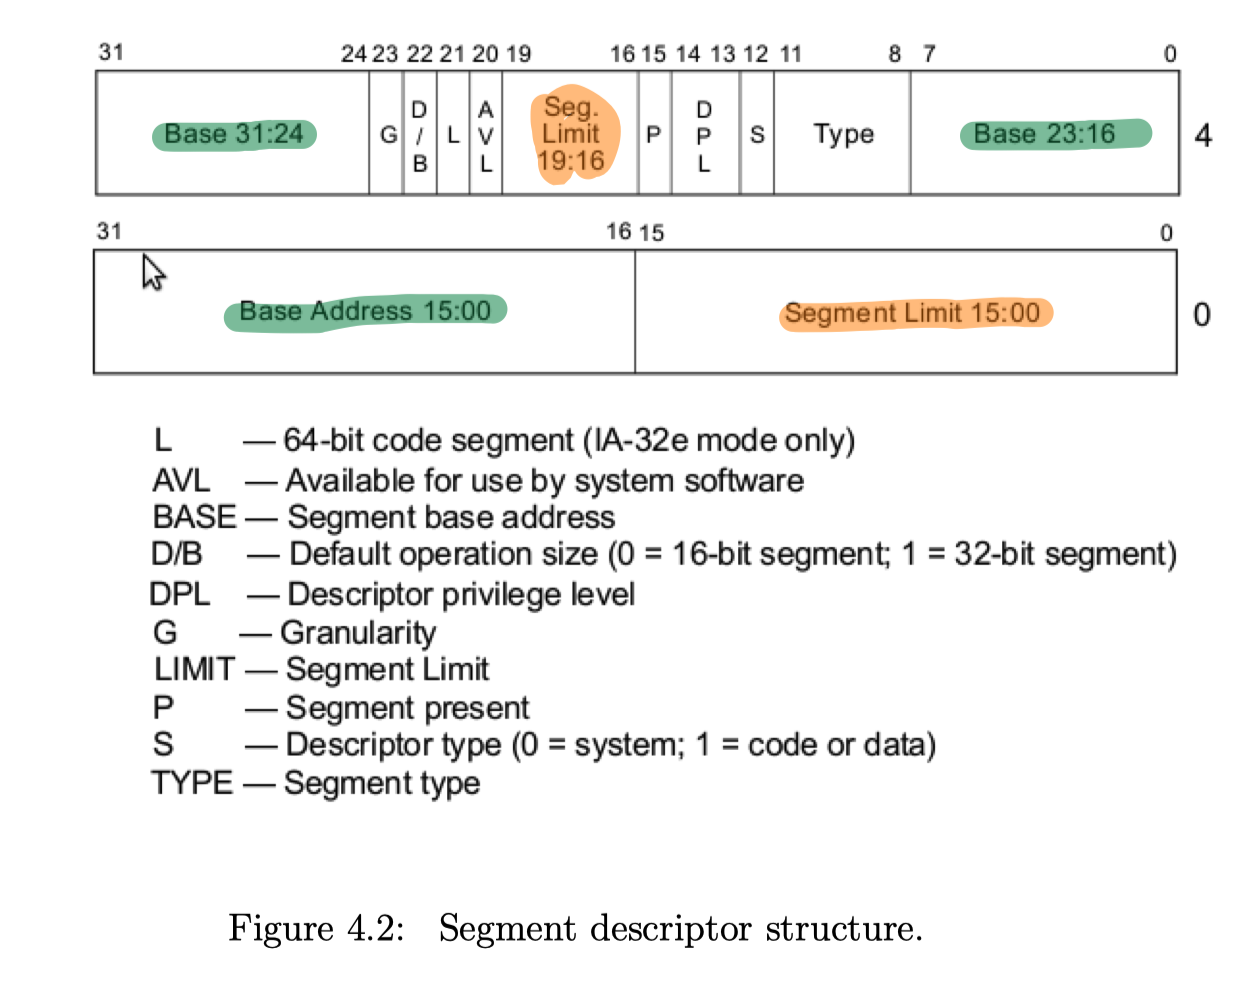 31 24 23 22 21 20 19 16 15 14 13 12 11 8 7 0
Base 31:24 G D/B L AVL Seg. Limit 19:16 P DPL S Type Base 23:16 4
31 16 15 0
Base Address 15:00 Segment Limit 15:00 0
L — 64-bit code segment (IA-32e mode only)
AVL — Available for use by system software
BASE — Segment base address
D/B — Default operation size (0 = 16-bit segment; 1 = 32-bit segment)
DPL — Descriptor privilege level
G — Granularity
LIMIT — Segment Limit
P — Segment present
S — Descriptor type (0 = system; 1 = code or data)
TYPE — Segment type
Figure 4.2: Segment descriptor structure.